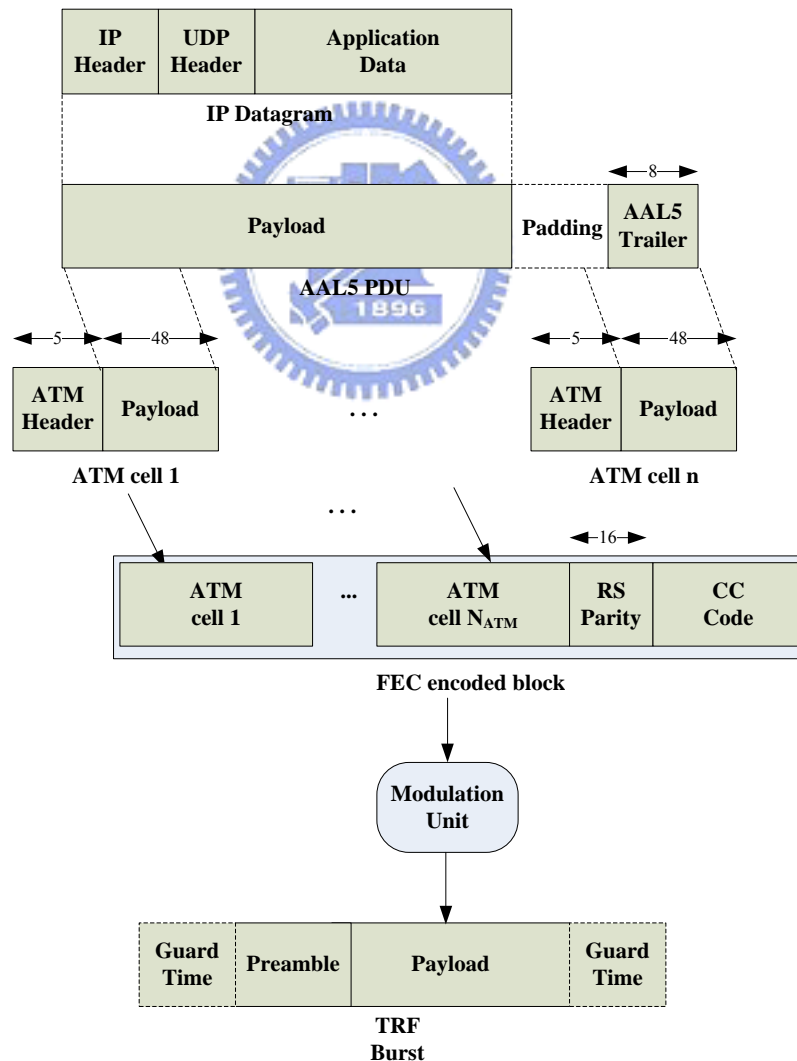 IP
Header
UDP
Header
Application
Data
IP Datagram
8
Payload
Padding
AAL5
Trailer
AAL5 PDU
1896
5
48
5
48
ATM
Header
Payload
...
ATM
Header
Payload
ATM cell 1
ATM cell n
...
16
ATM
cell 1
...
ATM
cell NATM
RS
Parity
CC
Code
FEC encoded block
Modulation
Unit
Guard
Time
Preamble
Payload
Guard
Time
TRF
Burst